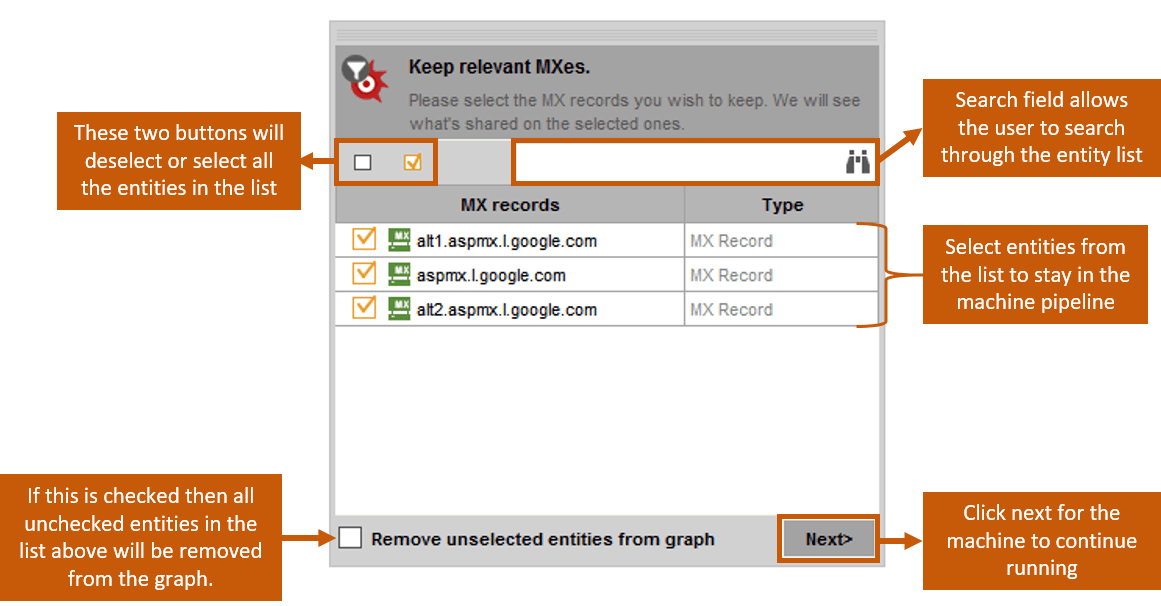 Keep relevant MXes.
Please select the MX records you wish to keep. We will see
what's shared on the selected ones.
These two buttons will
deselect or select all
the entities in the list
Search field allows
the user to search
through the entity list
MX records Type
MX alt1.aspmx.l.google.com MX Record
MX aspmx.l.google.com MX Record
MX alt2.aspmx.l.google.com MX Record
Select entities from
the list to stay in the
machine pipeline
If this is checked then all
unchecked entities in the
list above will be removed
from the graph.
Remove unselected entities from graph
Next>
Click next for the
machine to continue
running